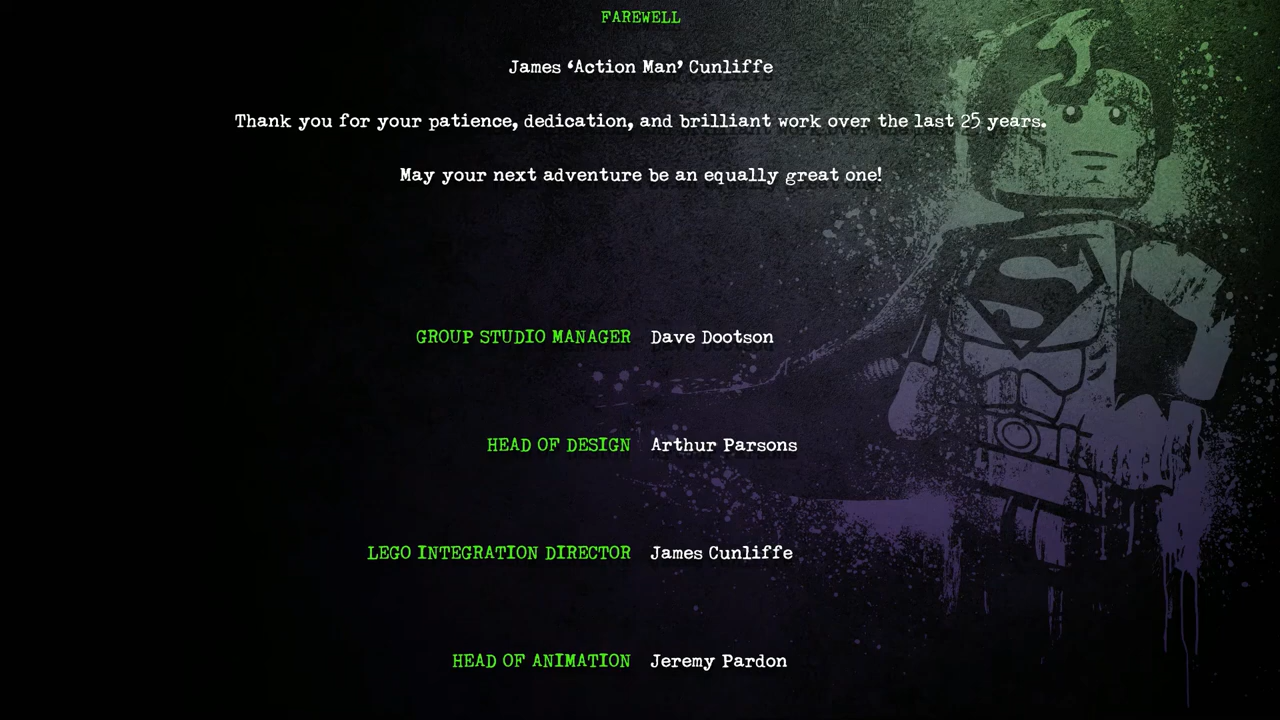 FAREWELL
James ‘Action Man’ Cunliffe
Thank you for your patience, dedication, and brilliant work over the last 25 years.
May your next adventure be an equally great one!
GROUP STUDIO MANAGER Dave Dootson
HEAD OF DESIGN Arthur Parsons
LEGO INTEGRATION DIRECTOR James Cunliffe
HEAD OF ANIMATION Jeremy Pardon